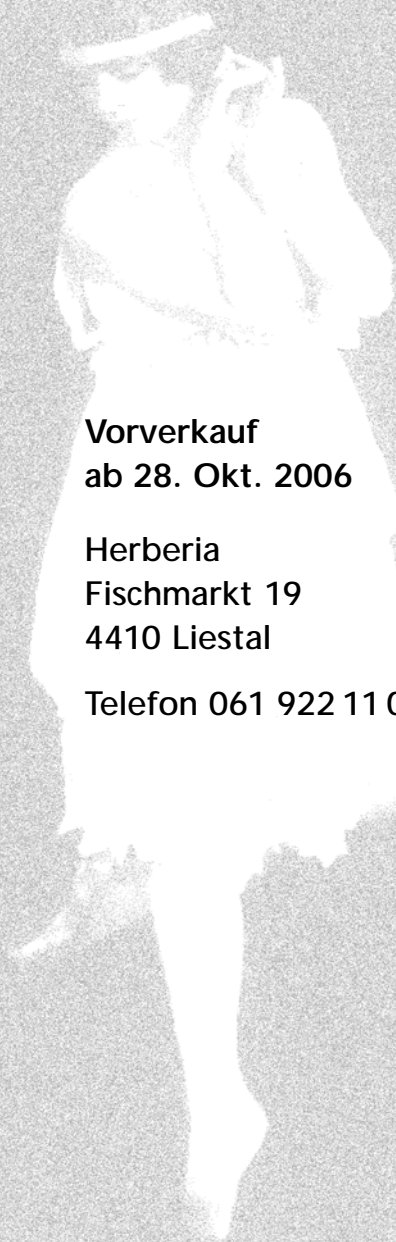 Vorverkauf
ab 28. Okt. 2006
Herberia
Fischmarkt 19
4410 Liestal
Telefon 061 922 11